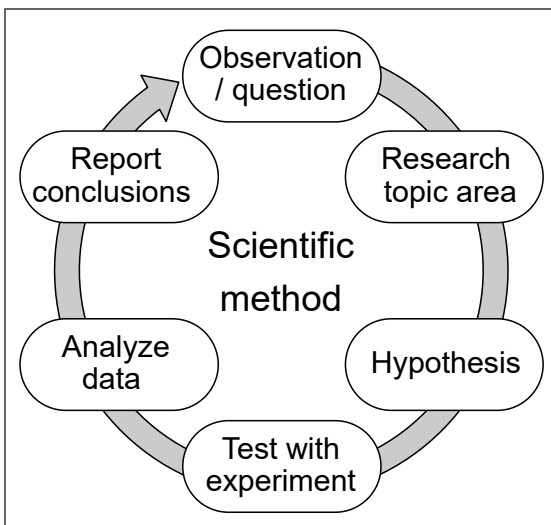 Observation
/ question
Research
topic area
Hypothesis
Test with
experiment
Analyze
data
Report
conclusions
Scientific
method